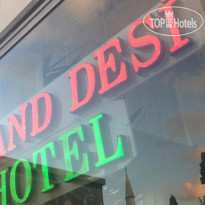 TOP Hotels
AND DESİ
HOTEL